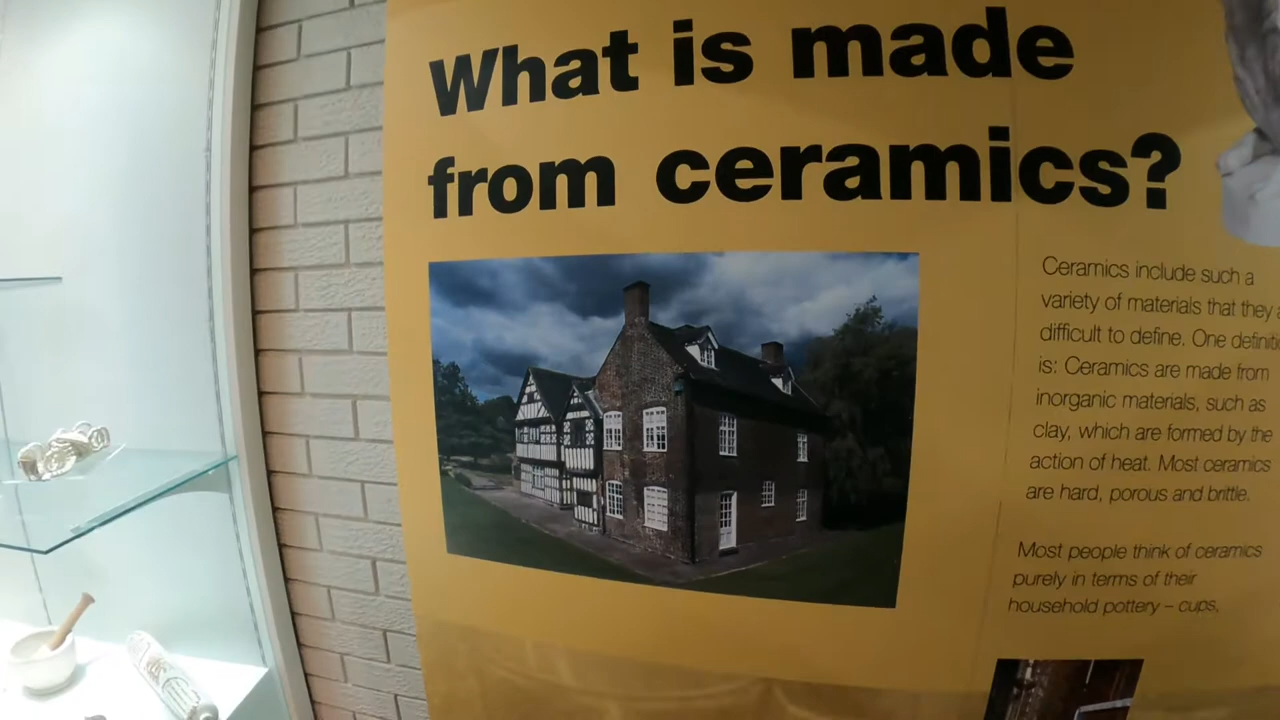 What is made
from ceramics?
Ceramics include such a
variety of materials that they
difficult to define. One
is: Ceramics are made from
inorganic materials, such as
clay, which are formed by the
action of heat. Most ceramics
are hard, porous and brittle.
Most people think of ceramics
purely in terms of their
household pottery – cups,